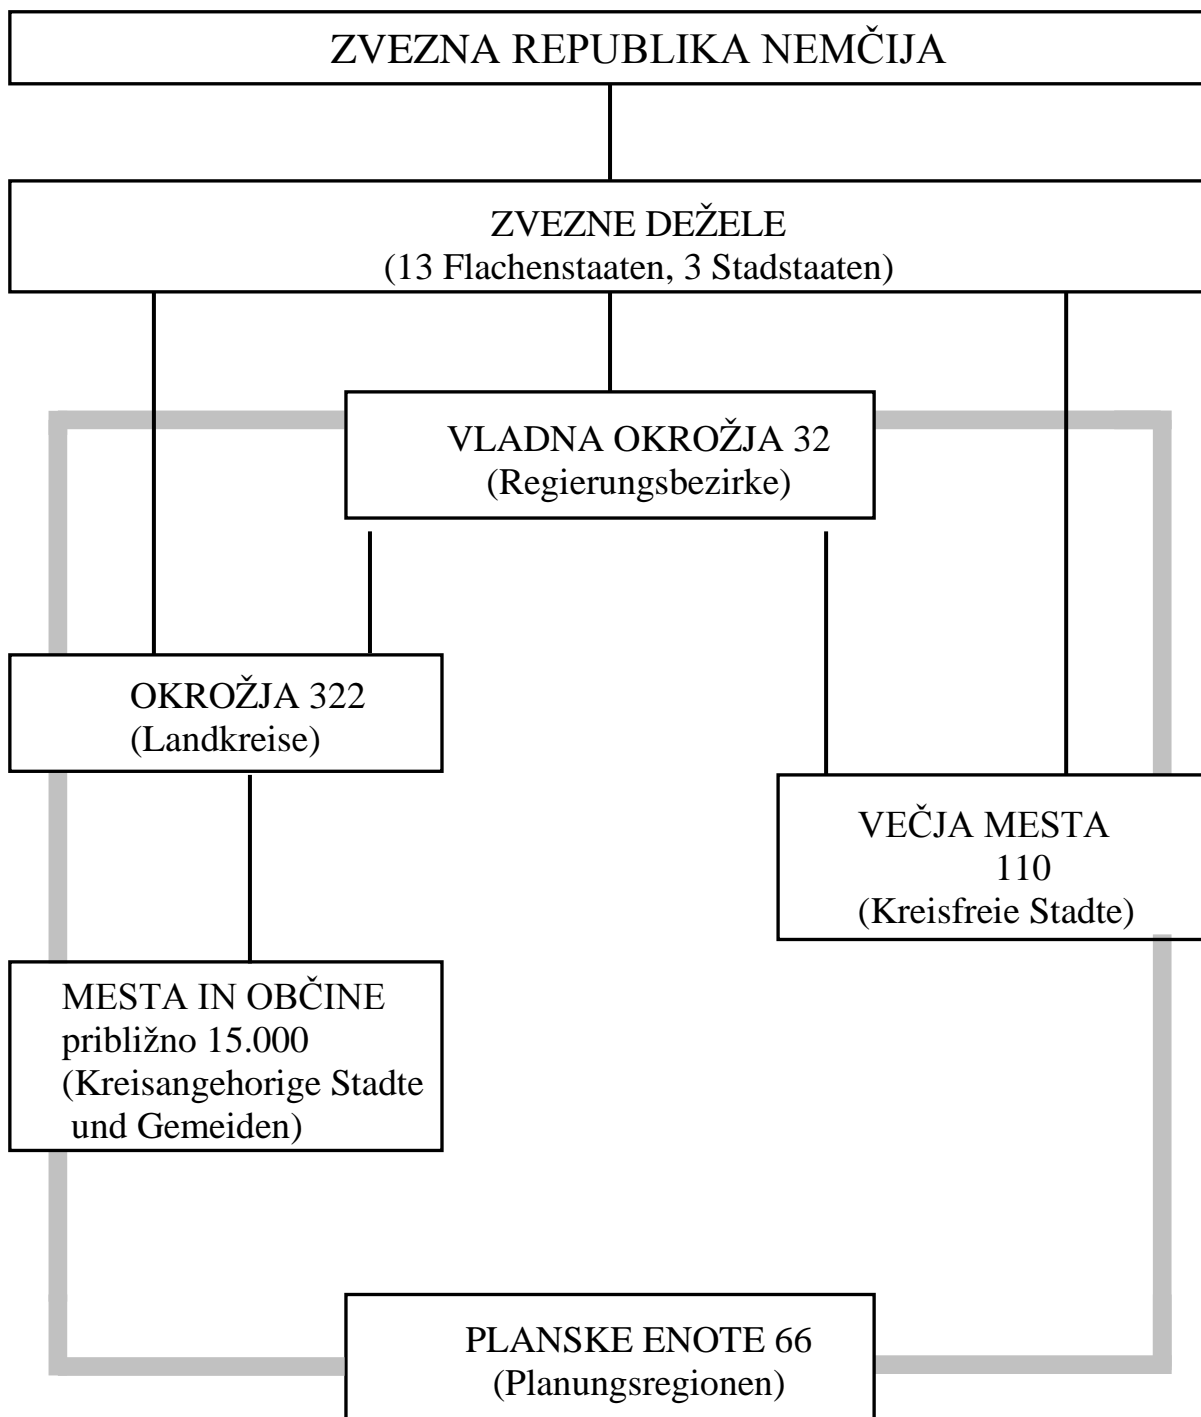 ZVEZNA REPUBLIKA NEMČIJA
ZVEZNE DEŽELE
(13 Flachenstaaten, 3 Stadstaaten)
VLADNA OKROŽJA 32
(Regierungsbezirke)
OKROŽJA 322
(Landkreise)
VEČJA MESTA
110
(Kreisfreie Stadte)
MESTA IN OBČINE
približno 15.000
(Kreisangehorige Stadte
und Gemeiden)
PLANSKE ENOTE 66
(Planungsregionen)